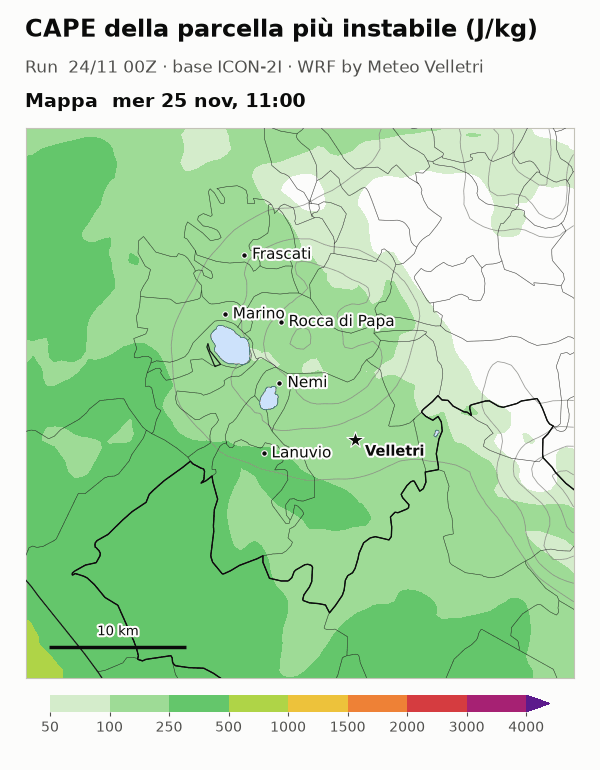 CAPE della parcella più instabile (J/kg)
Run  24/11 00Z · base ICON-2I · WRF by Meteo Velletri
Mappa  mer 25 nov, 11:00
Frascati
Marino
Rocca di Papa
Nemi
Velletri
Lanuvio
10 km
50 100 250 500 1000 1500 2000 3000 4000